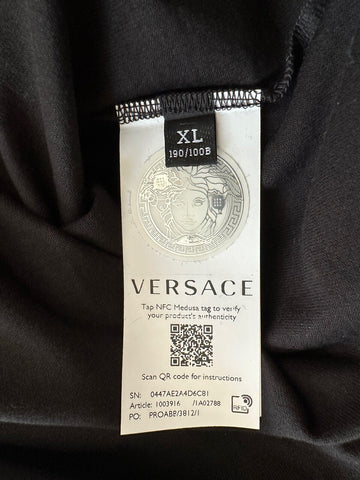 XL
190/100B
VERSACE
Tap NFC Medusa tag to verify
your product's authenticity
Scan QR code for instructions
SN: 0447AE2A4D6C81
Article: 1003916 /1A02788
PO: PROABP/3812/1
RFID